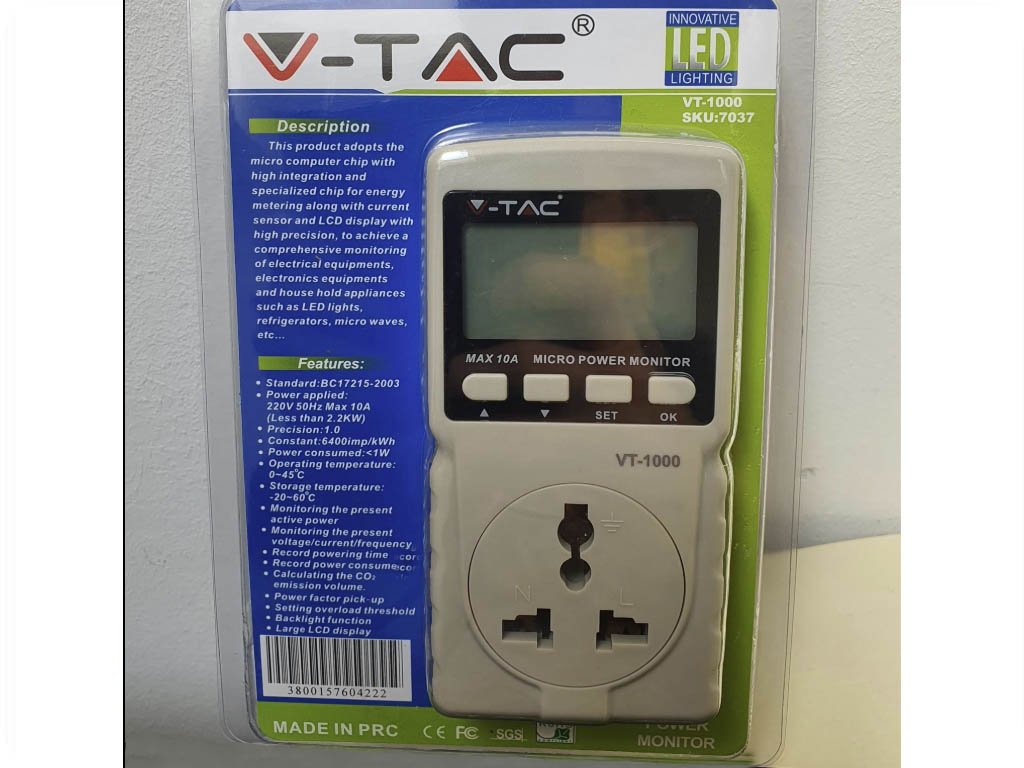 V-TAC®
INNOVATIVE
LED
LIGHTING
VT-1000
SKU:7037
Description
This product adopts the
micro computer chip with
high integration and
specialized chip for energy
metering along with current
sensor and LCD display with
high precision, to achieve a
comprehensive monitoring
of electrical equipments,
electronics equipments
and house hold appliances
such as LED lights,
refrigerators, micro waves,
etc...
Features:
• Standard:BC17215-2003
• Power applied:
220V 50Hz Max 10A
(Less than 2.2KW)
• Precision:1.0
• Constant:6400imp/kWh
• Power consumed:<1W
• Operating temperature:
0~45°C
• Storage temperature:
-20~60°C
• Monitoring the present
active power
• Monitoring the present
voltage/current/frequency
• Record powering time
• Record power consume
• Calculating the CO₂
emission volume.
• Power factor pick-up
• Setting overload threshold
• Backlight function
• Large LCD display
3800157604222
MADE IN PRC CE FC SGS
V-TAC®
MAX 10A MICRO POWER MONITOR
▲ ▼ SET OK
VT-1000
N L
POWER
MONITOR